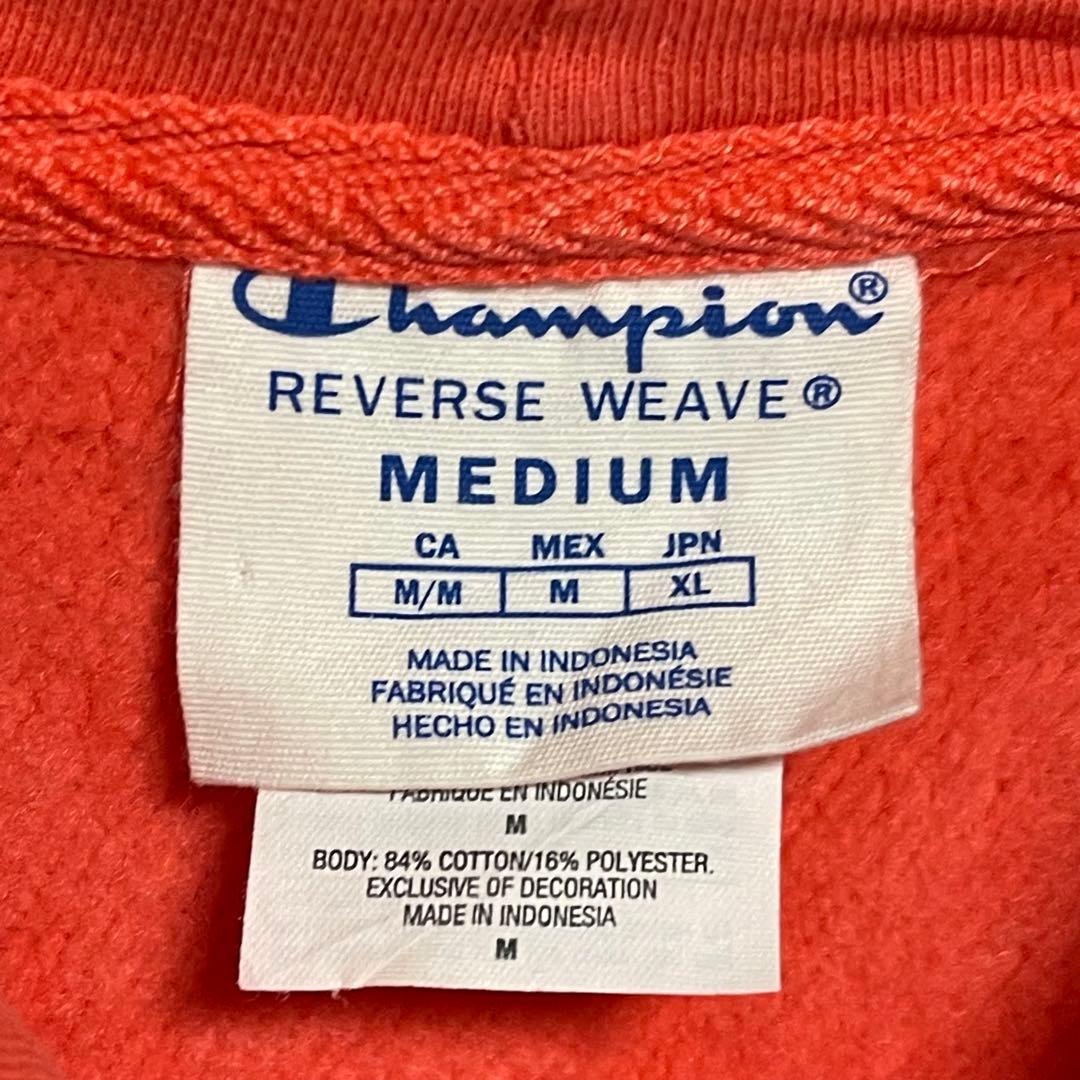 Champion®
REVERSE WEAVE®
MEDIUM
CA MEX JPN
M/M M XL
MADE IN INDONESIA
FABRIQUÉ EN INDONÉSIE
HECHO EN INDONESIA
FABRIQUÉ EN INDONÉSIE
M
BODY: 84% COTTON/16% POLYESTER.
EXCLUSIVE OF DECORATION
MADE IN INDONESIA
M